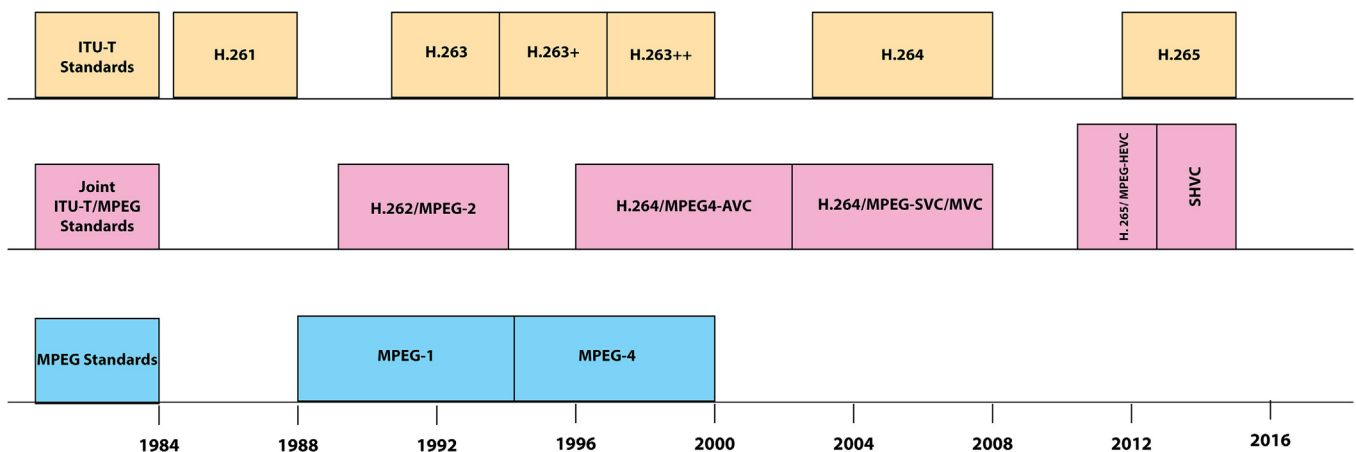 ITU-T
Standards
H.261
H.263
H.263+
H.263++
H.264
H.265
Joint
ITU-T/MPEG
Standards
H.262/MPEG-2
H.264/MPEG4-AVC
H.264/MPEG-SVC/MVC
H. 265/ MPEG-HEVC
SHVC
MPEG Standards
MPEG-1
MPEG-4
1984
1988
1992
1996
2000
2004
2008
2012
2016